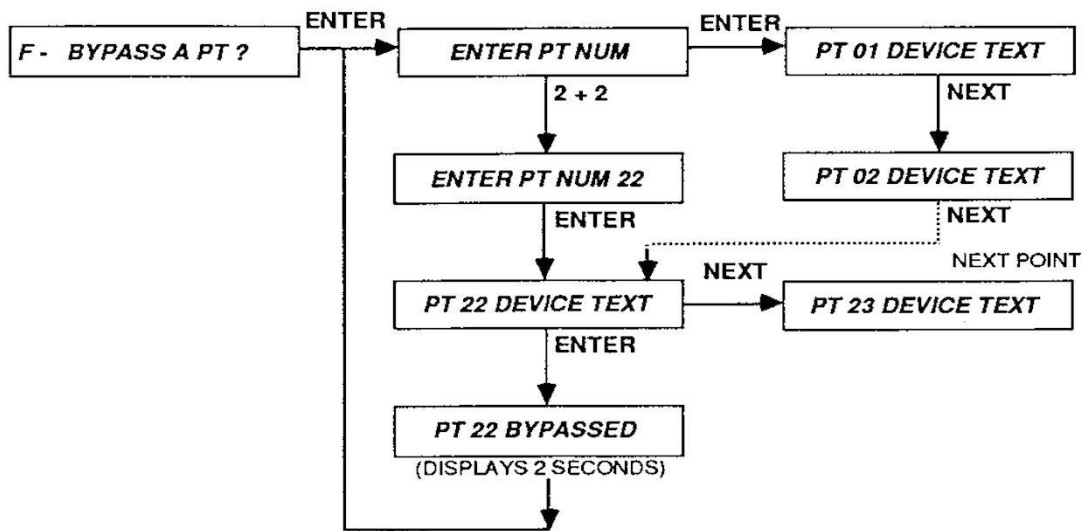 ENTER
F - BYPASS A PT ?
ENTER PT NUM
ENTER
PT 01 DEVICE TEXT
2 + 2
NEXT
ENTER PT NUM 22
PT 02 DEVICE TEXT
ENTER
NEXT
NEXT POINT
PT 22 DEVICE TEXT
NEXT
PT 23 DEVICE TEXT
ENTER
PT 22 BYPASSED
(DISPLAYS 2 SECONDS)